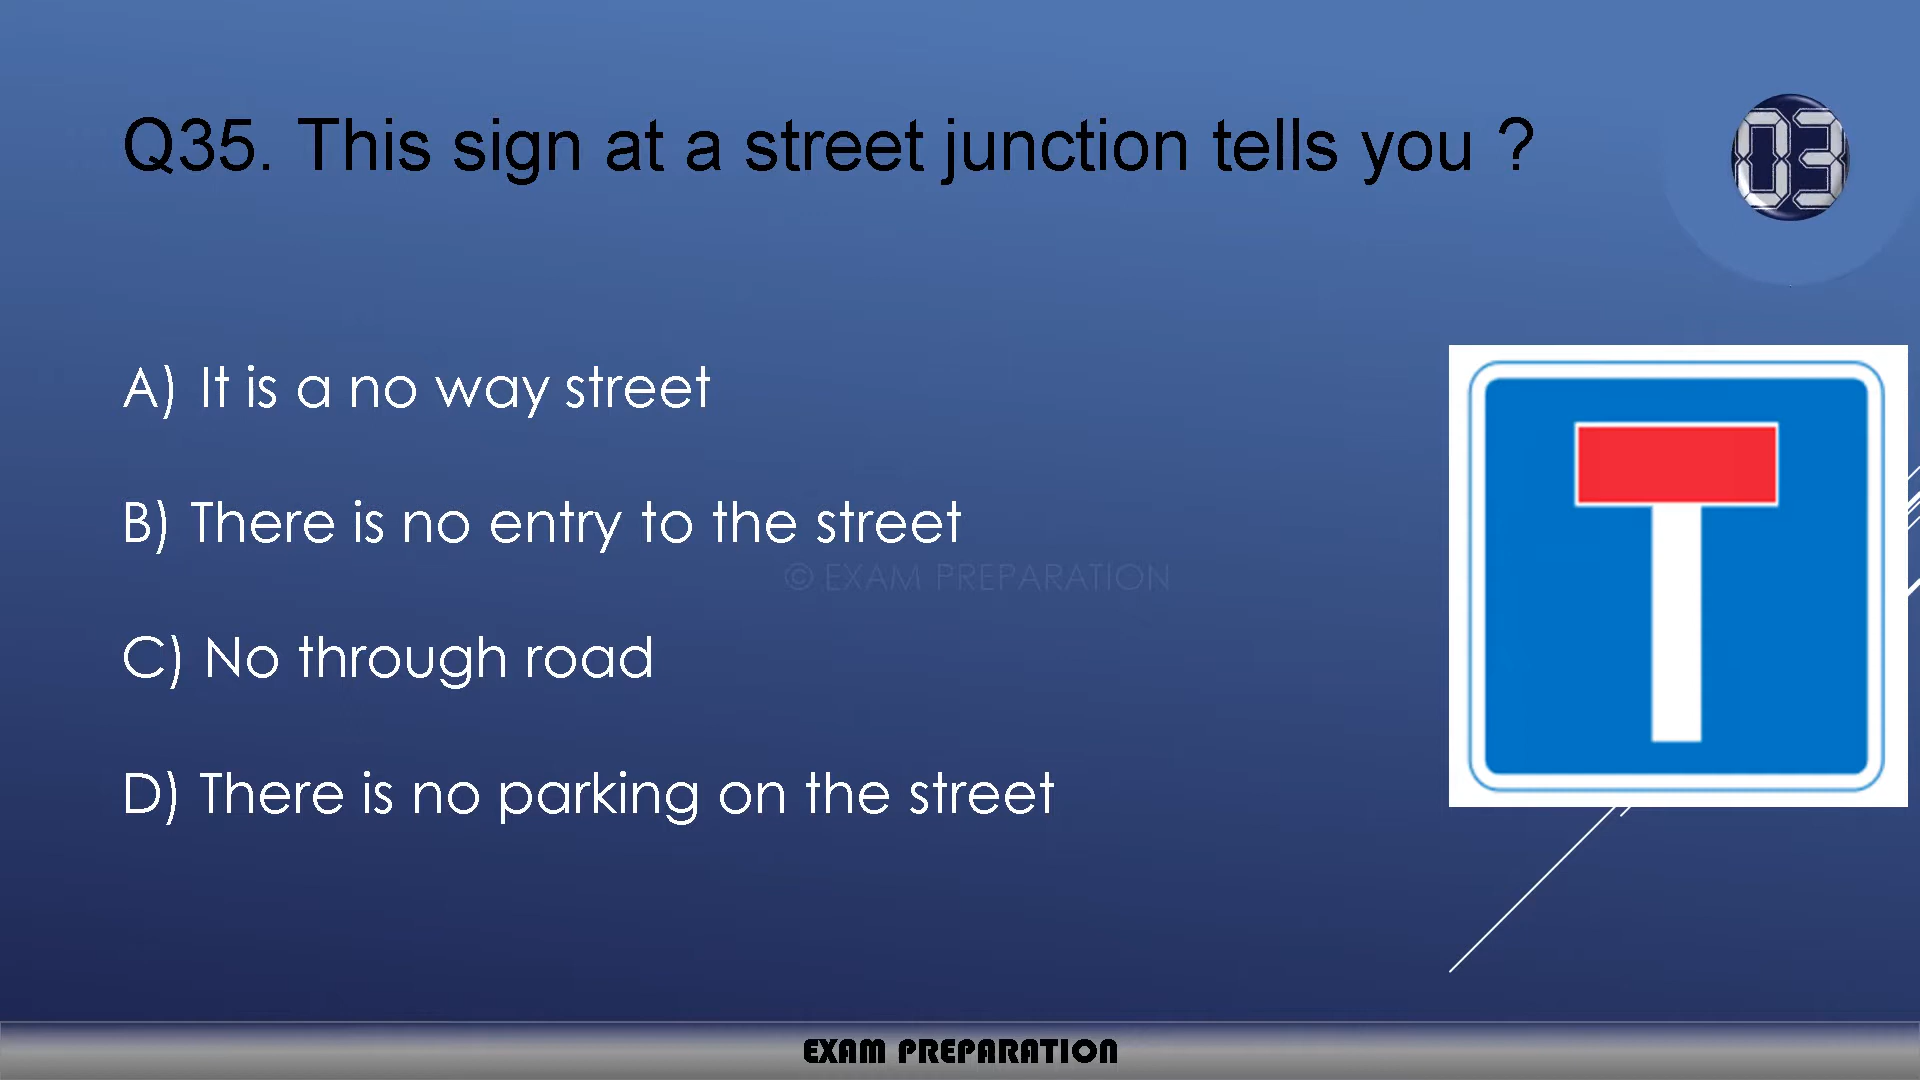 Q35. This sign at a street junction tells you ?
03
A) It is a no way street
B) There is no entry to the street
© EXAM PREPARATION
C) No through road
D) There is no parking on the street
EXAM PREPARATION